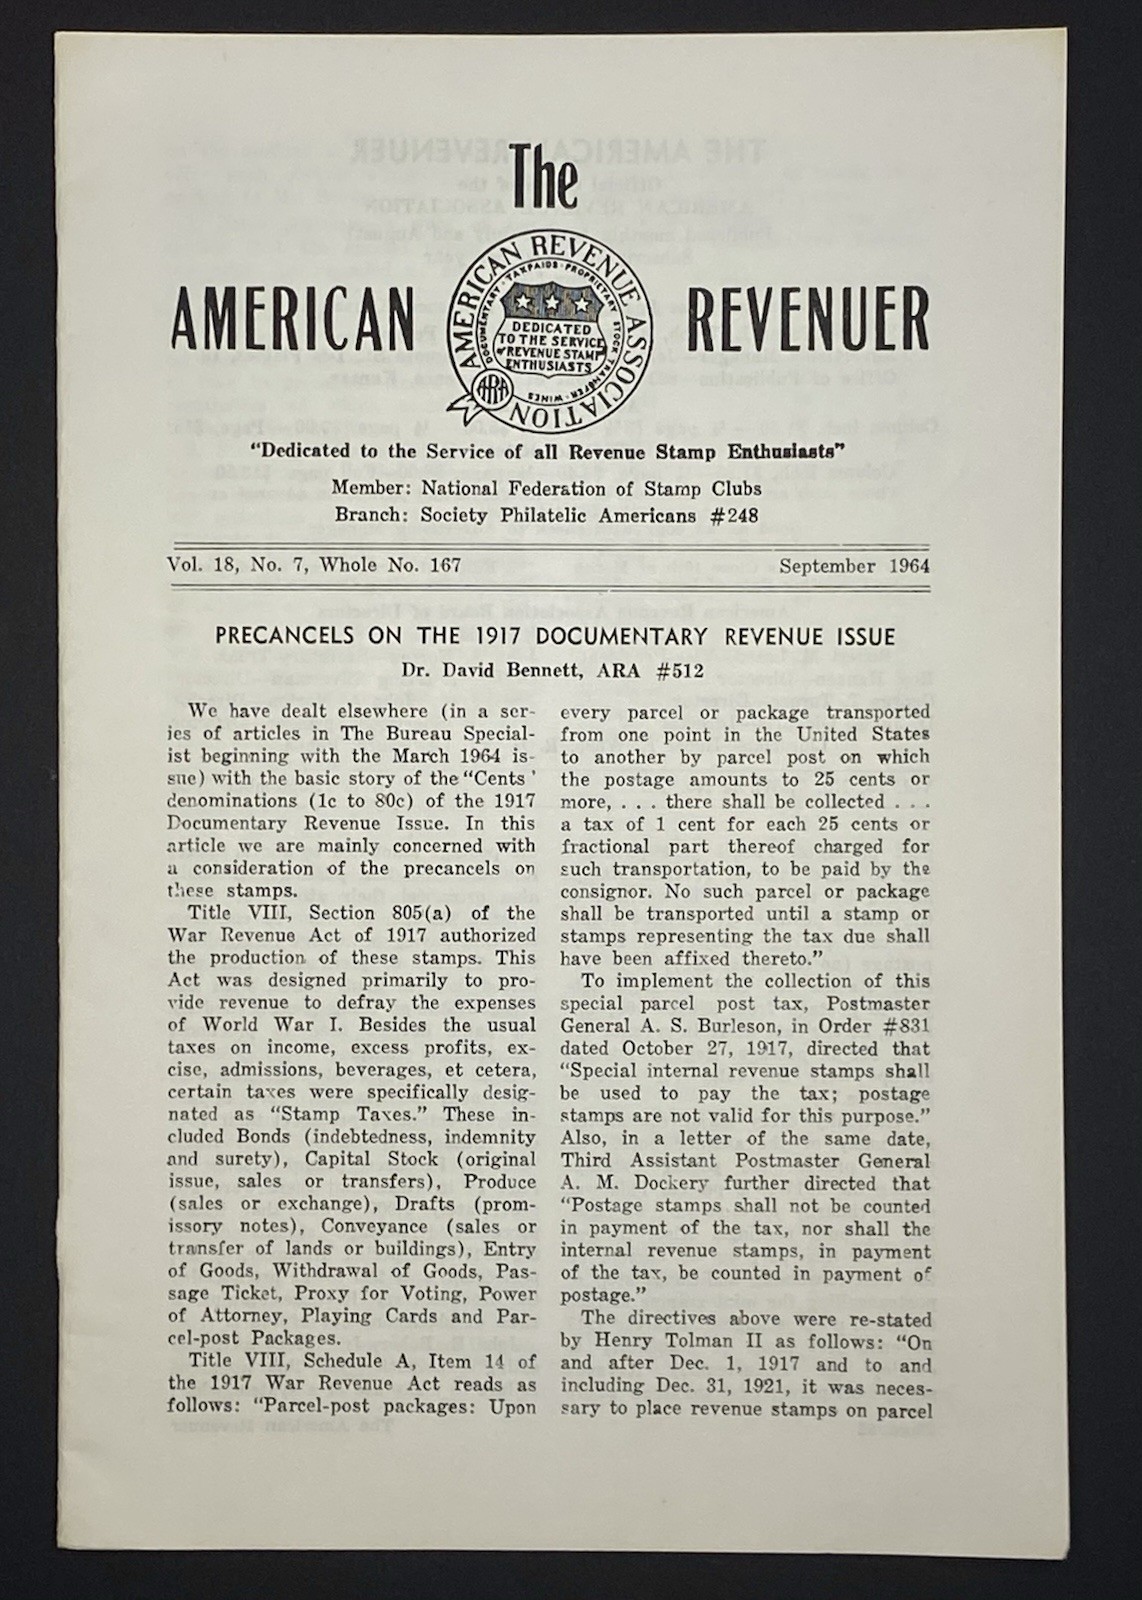 The
AMERICAN REVENUER
AMERICAN REVENUE ASSOCIATION
DOCUMENTARY · TAXPAIDS · PROPRIETARY STOCK TRANSFER · WINES
DEDICATED
TO THE SERVICE
of REVENUE STAMP
ENTHUSIASTS
ARA
"Dedicated to the Service of all Revenue Stamp Enthusiasts"
Member: National Federation of Stamp Clubs
Branch: Society Philatelic Americans #248
Vol. 18, No. 7, Whole No. 167 September 1964
PRECANCELS ON THE 1917 DOCUMENTARY REVENUE ISSUE
Dr. David Bennett, ARA #512
We have dealt elsewhere (in a ser-
ies of articles in The Bureau Special-
ist beginning with the March 1964 is-
sue) with the basic story of the "Cents'
denominations (1c to 80c) of the 1917
Documentary Revenue Issue. In this
article we are mainly concerned with
a consideration of the precancels on
these stamps.
Title VIII, Section 805(a) of the
War Revenue Act of 1917 authorized
the production of these stamps. This
Act was designed primarily to pro-
vide revenue to defray the expenses
of World War I. Besides the usual
taxes on income, excess profits, ex-
cise, admissions, beverages, et cetera,
certain taxes were specifically desig-
nated as "Stamp Taxes." These in-
cluded Bonds (indebtedness, indemnity
and surety), Capital Stock (original
issue, sales or transfers), Produce
(sales or exchange), Drafts (prom-
issory notes), Conveyance (sales or
transfer of lands or buildings), Entry
of Goods, Withdrawal of Goods, Pas-
sage Ticket, Proxy for Voting, Power
of Attorney, Playing Cards and Par-
cel-post Packages.
Title VIII, Schedule A, Item 14 of
the 1917 War Revenue Act reads as
follows: "Parcel-post packages: Upon
every parcel or package transported
from one point in the United States
to another by parcel post on which
the postage amounts to 25 cents or
more, . . . there shall be collected . . .
a tax of 1 cent for each 25 cents or
fractional part thereof charged for
such transportation, to be paid by the
consignor. No such parcel or package
shall be transported until a stamp or
stamps representing the tax due shall
have been affixed thereto."
To implement the collection of this
special parcel post tax, Postmaster
General A. S. Burleson, in Order #831
dated October 27, 1917, directed that
"Special internal revenue stamps shall
be used to pay the tax; postage
stamps are not valid for this purpose."
Also, in a letter of the same date,
Third Assistant Postmaster General
A. M. Dockery further directed that
"Postage stamps shall not be counted
in payment of the tax, nor shall the
internal revenue stamps, in payment
of the tax, be counted in payment of
postage."
The directives above were re-stated
by Henry Tolman II as follows: "On
and after Dec. 1, 1917 and to and
including Dec. 31, 1921, it was neces-
sary to place revenue stamps on parcel